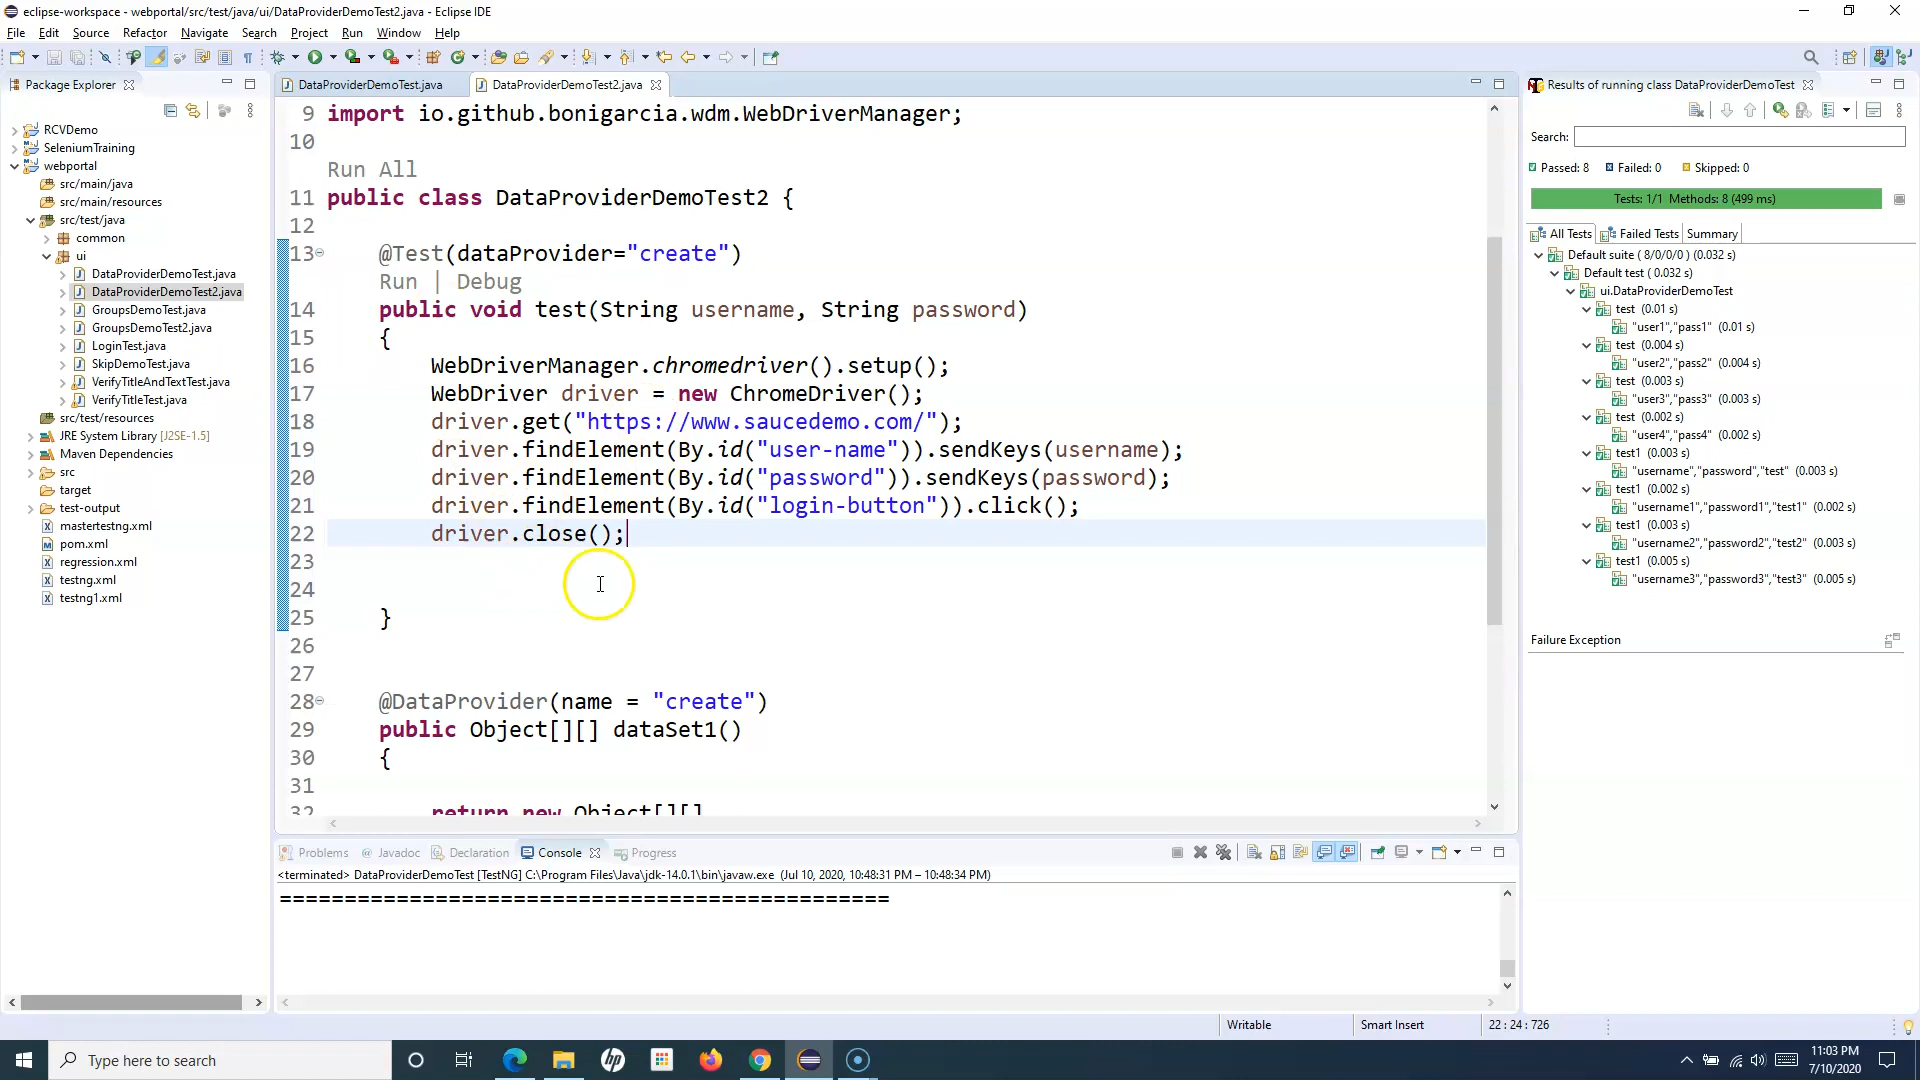 eclipse-workspace - webportal/src/test/java/ui/DataProviderDemoTest2.java - Eclipse IDE
File Edit Source Refactor Navigate Search Project Run Window Help
Package Explorer
RCVDemo
SeleniumTraining
webportal
src/main/java
src/main/resources
src/test/java
common
ui
DataProviderDemoTest.java
DataProviderDemoTest2.java
GroupsDemoTest.java
GroupsDemoTest2.java
LoginTest.java
SkipDemoTest.java
VerifyTitleAndTextTest.java
VerifyTitleTest.java
src/test/resources
JRE System Library [J2SE-1.5]
Maven Dependencies
src
target
test-output
mastertestng.xml
pom.xml
regression.xml
testng.xml
testng1.xml
DataProviderDemoTest.java DataProviderDemoTest2.java
9 import io.github.bonigarcia.wdm.WebDriverManager;
10
Run All
11 public class DataProviderDemoTest2 {
12
13 @Test(dataProvider="create")
Run | Debug
14 public void test(String username, String password)
15 {
16 WebDriverManager.chromedriver().setup();
17 WebDriver driver = new ChromeDriver();
18 driver.get("https://www.saucedemo.com/");
19 driver.findElement(By.id("user-name")).sendKeys(username);
20 driver.findElement(By.id("password")).sendKeys(password);
21 driver.findElement(By.id("login-button")).click();
22 driver.close();
23
24
25 }
26
27
28 @DataProvider(name = "create")
29 public Object[][] dataSet1()
30 {
31
32 return new Object[][]
Problems Javadoc Declaration Console Progress
<terminated> DataProviderDemoTest [TestNG] C:\Program Files\Java\jdk-14.0.1\bin\javaw.exe (Jul 10, 2020, 10:48:31 PM – 10:48:34 PM)
===============================================
Results of running class DataProviderDemoTest
Search:
Passed: 8 Failed: 0 Skipped: 0
Tests: 1/1 Methods: 8 (499 ms)
All Tests Failed Tests Summary
Default suite ( 8/0/0/0 ) (0.032 s)
Default test ( 0.032 s)
ui.DataProviderDemoTest
test (0.01 s)
"user1","pass1" (0.01 s)
test (0.004 s)
"user2","pass2" (0.004 s)
test (0.003 s)
"user3","pass3" (0.003 s)
test (0.002 s)
"user4","pass4" (0.002 s)
test1 (0.003 s)
"username","password","test" (0.003 s)
test1 (0.002 s)
"username1","password1","test1" (0.002 s)
test1 (0.003 s)
"username2","password2","test2" (0.003 s)
test1 (0.005 s)
"username3","password3","test3" (0.005 s)
Failure Exception
Writable Smart Insert 22 : 24 : 726
Type here to search
hp
11:03 PM
7/10/2020